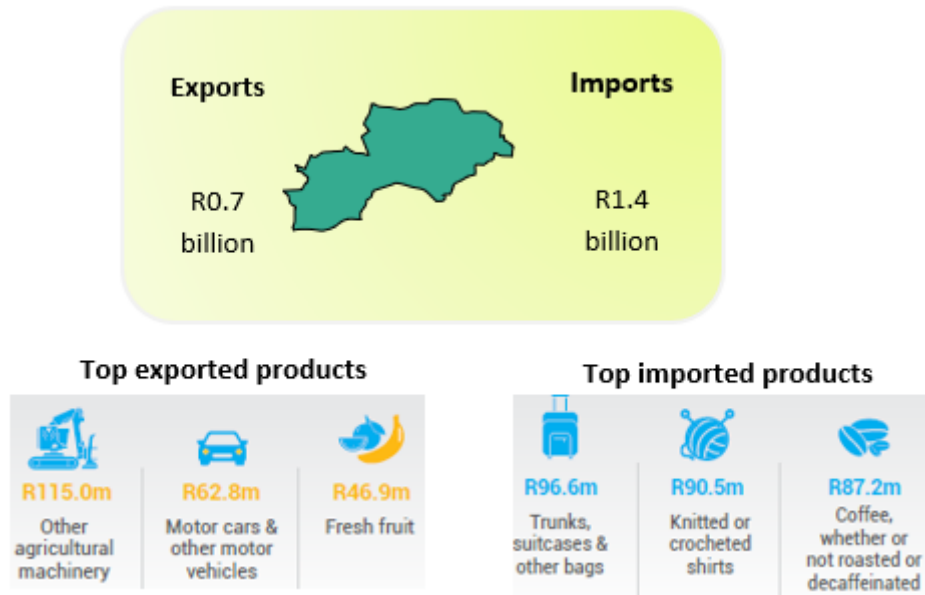 Exports
Imports
R0.7
billion
R1.4
billion
Top exported products
R115.0m
Other
agricultural
machinery
R62.8m
Motor cars &
other motor
vehicles
R46.9m
Fresh fruit
Top imported products
R96.6m
Trunks,
suitcases &
other bags
R90.5m
Knitted or
crocheted
shirts
R87.2m
Coffee,
whether or
not roasted or
decaffeinated